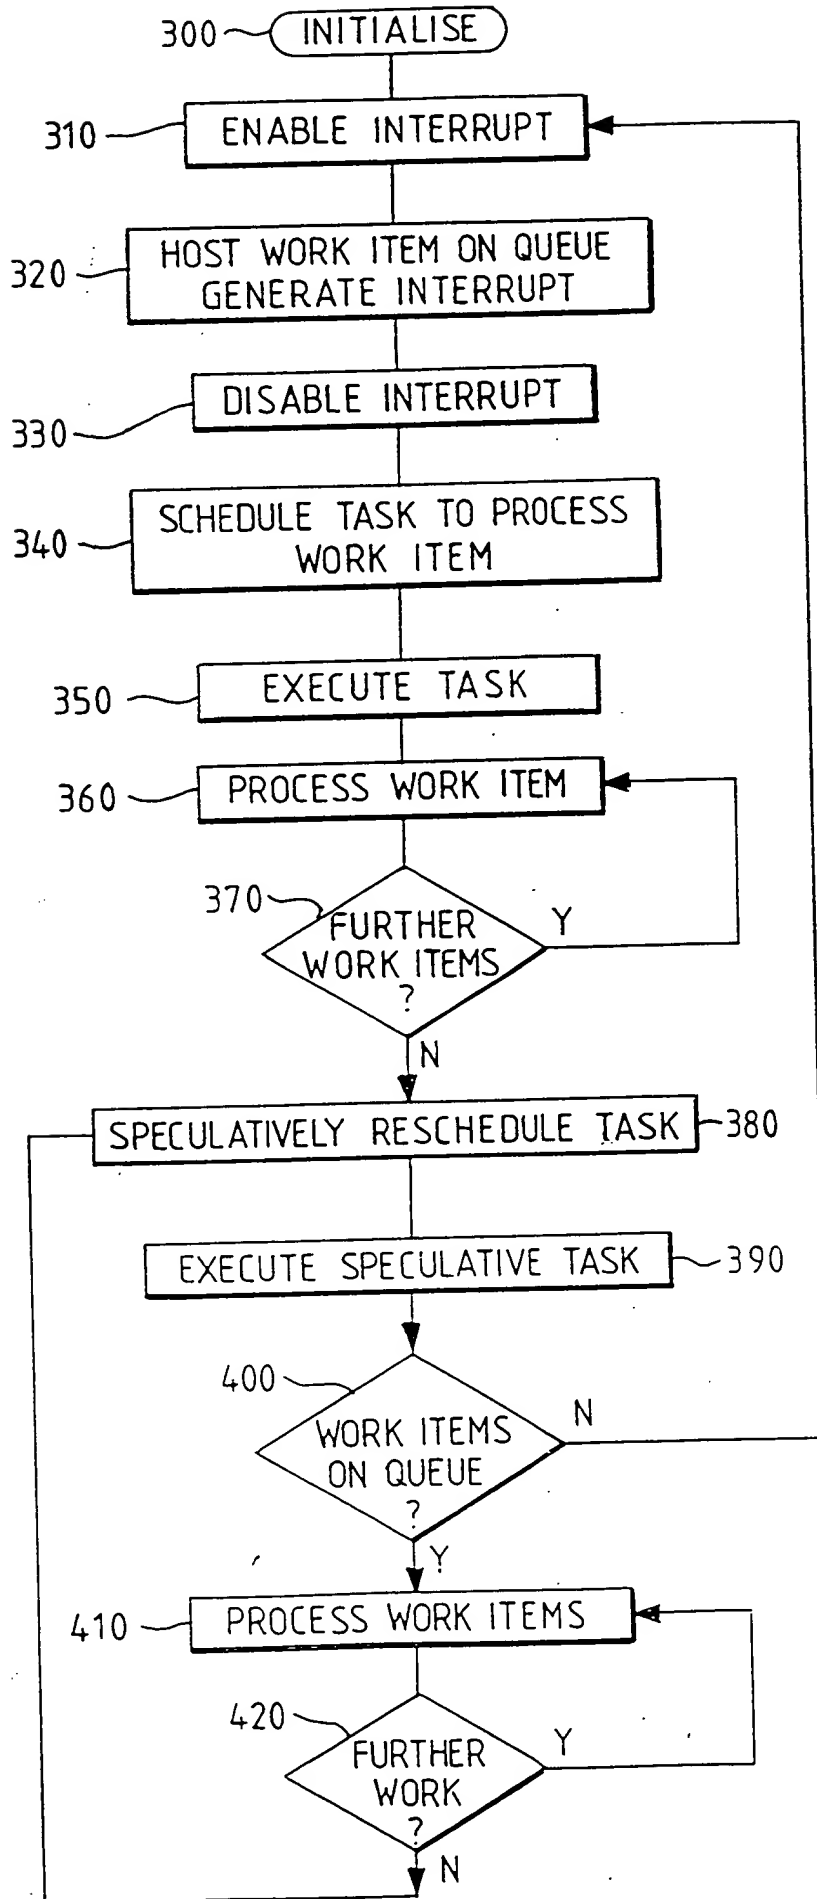 300 INITIALISE
310 ENABLE INTERRUPT
320 HOST WORK ITEM ON QUEUE
GENERATE INTERRUPT
330 DISABLE INTERRUPT
340 SCHEDULE TASK TO PROCESS
WORK ITEM
350 EXECUTE TASK
360 PROCESS WORK ITEM
370
FURTHER
WORK ITEMS
?
Y
N
SPECULATIVELY RESCHEDULE TASK 380
EXECUTE SPECULATIVE TASK 390
400
WORK ITEMS
ON QUEUE
?
N
Y
410 PROCESS WORK ITEMS
420
FURTHER
WORK
?
Y
N